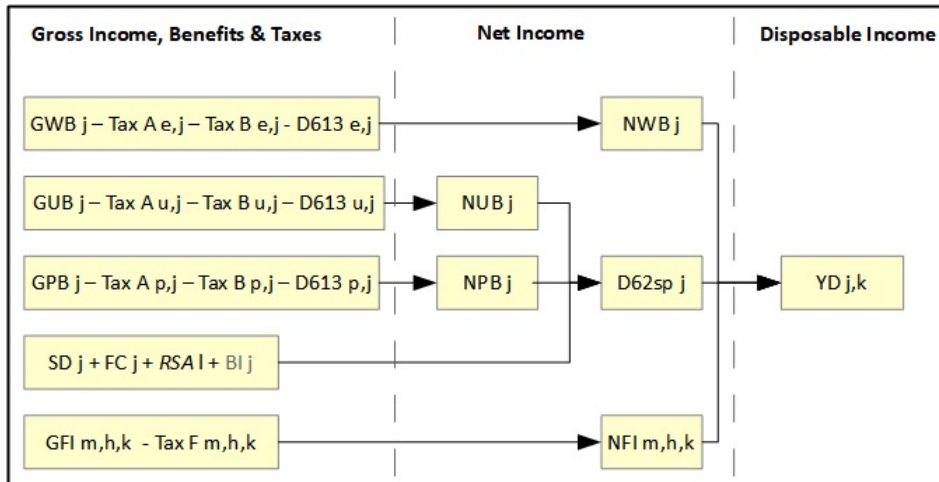 Gross Income, Benefits & Taxes
Net Income
Disposable Income
GWB j – Tax A e,j – Tax B e,j - D613 e,j
NWB j
GUB j – Tax A u,j – Tax B u,j – D613 u,j
NUB j
GPB j – Tax A p,j – Tax B p,j – D613 p,j
NPB j
D62sp j
YD j,k
SD j + FC j + RSA l + BI j
GFI m,h,k - Tax F m,h,k
NFI m,h,k